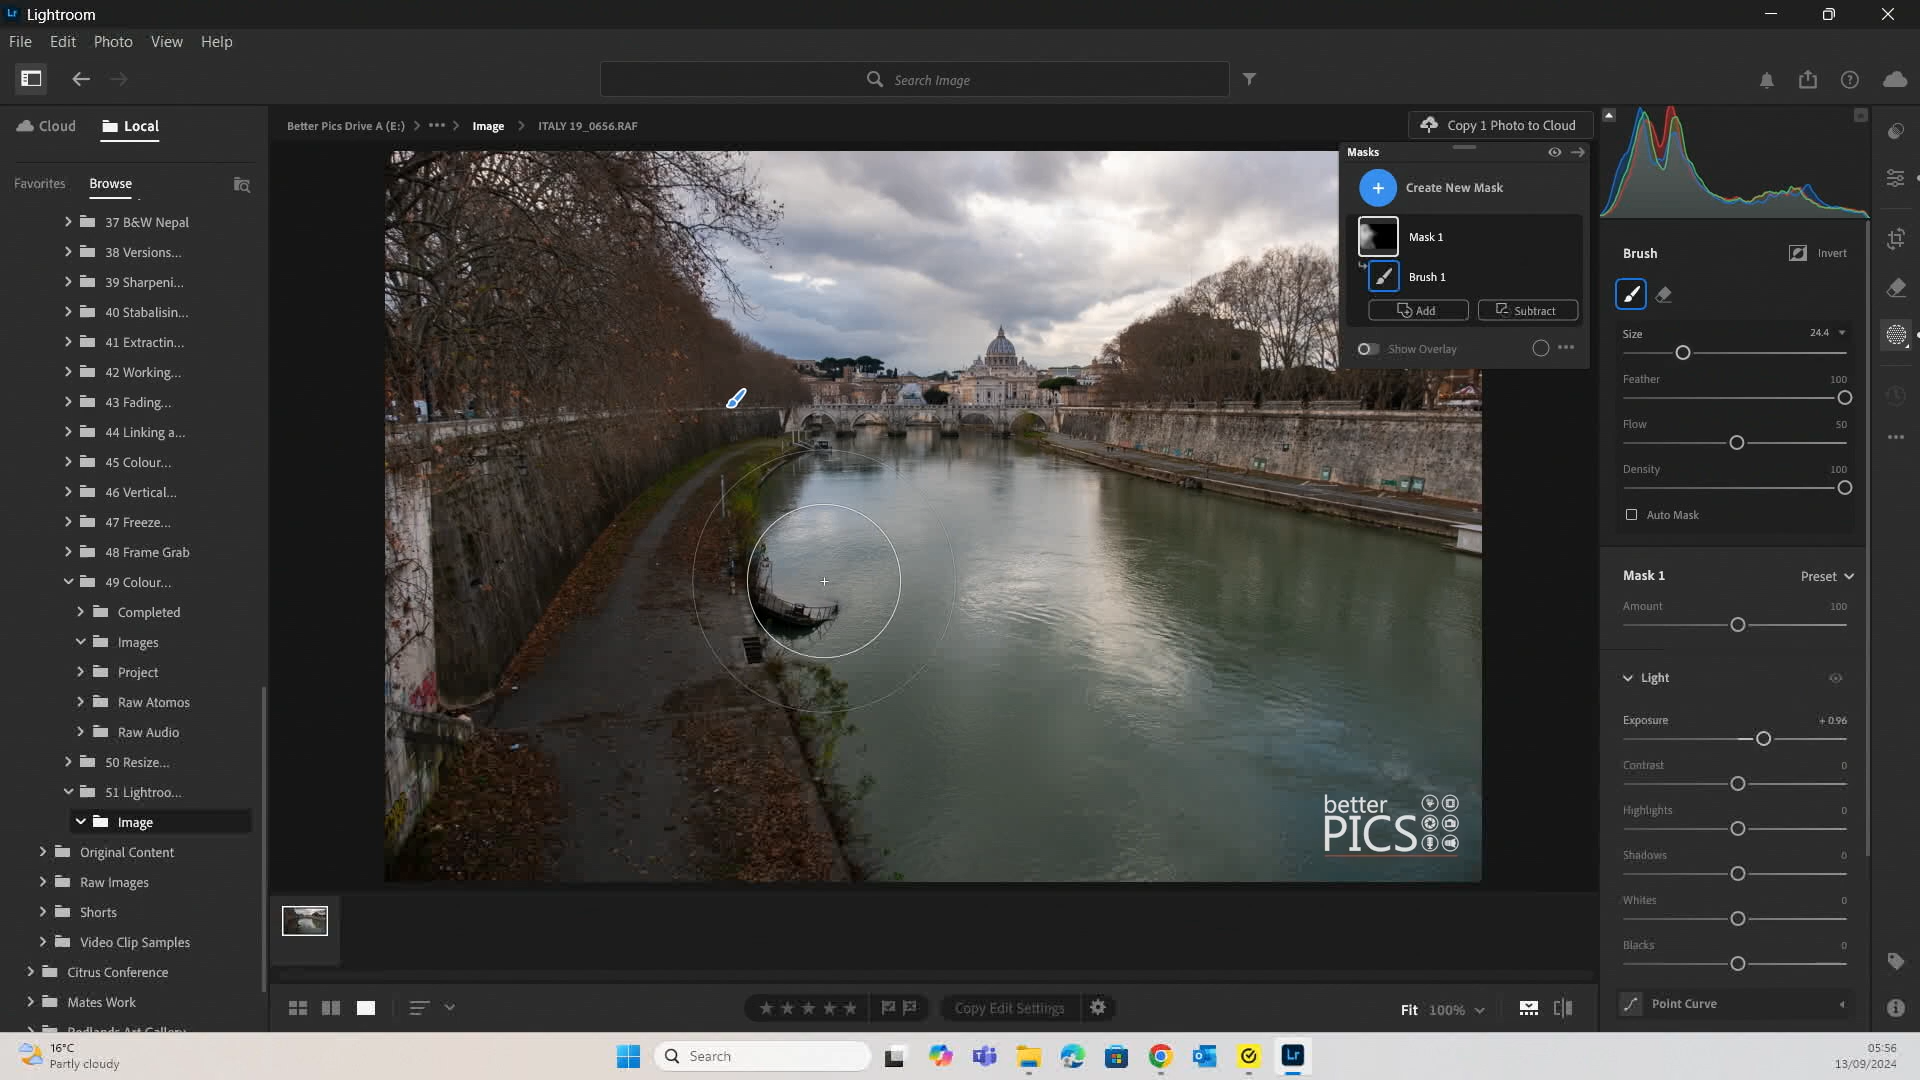 Lr Lightroom
File Edit Photo View Help
Search Image
Cloud Local
Favorites Browse
37 B&W Nepal
38 Versions...
39 Sharpeni...
40 Stabalisin...
41 Extractin...
42 Working...
43 Fading...
44 Linking a...
45 Colour...
46 Vertical...
47 Freeze...
48 Frame Grab
49 Colour...
Completed
Images
Project
Raw Atomos
Raw Audio
50 Resize...
51 Lightroo...
Image
Original Content
Raw Images
Shorts
Video Clip Samples
Citrus Conference
Mates Work
Redlands Art Gallery
Better Pics Drive A (E:) > ••• > Image > ITALY 19_0656.RAF
Copy 1 Photo to Cloud
Masks
Create New Mask
Mask 1
Brush 1
Add Subtract
Show Overlay
better
PICS
Copy Edit Settings
Fit 100%
Brush Invert
Size 24.4
Feather 100
Flow 50
Density 100
Auto Mask
Mask 1 Preset
Amount 100
Light
Exposure + 0.96
Contrast 0
Highlights 0
Shadows 0
Whites 0
Blacks 0
Point Curve
16°C
Partly cloudy
Search
Lr
05:56
13/09/2024